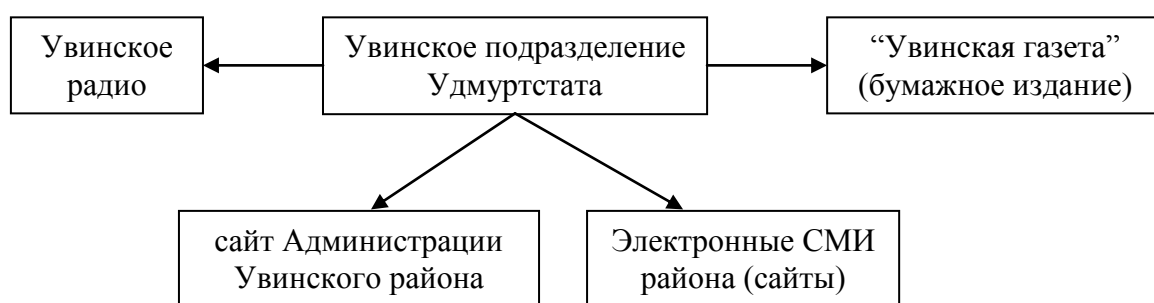 Увинское
радио
Увинское подразделение
Удмуртстата
“Увинская газета”
(бумажное издание)
сайт Администрации
Увинского района
Электронные СМИ
района (сайты)